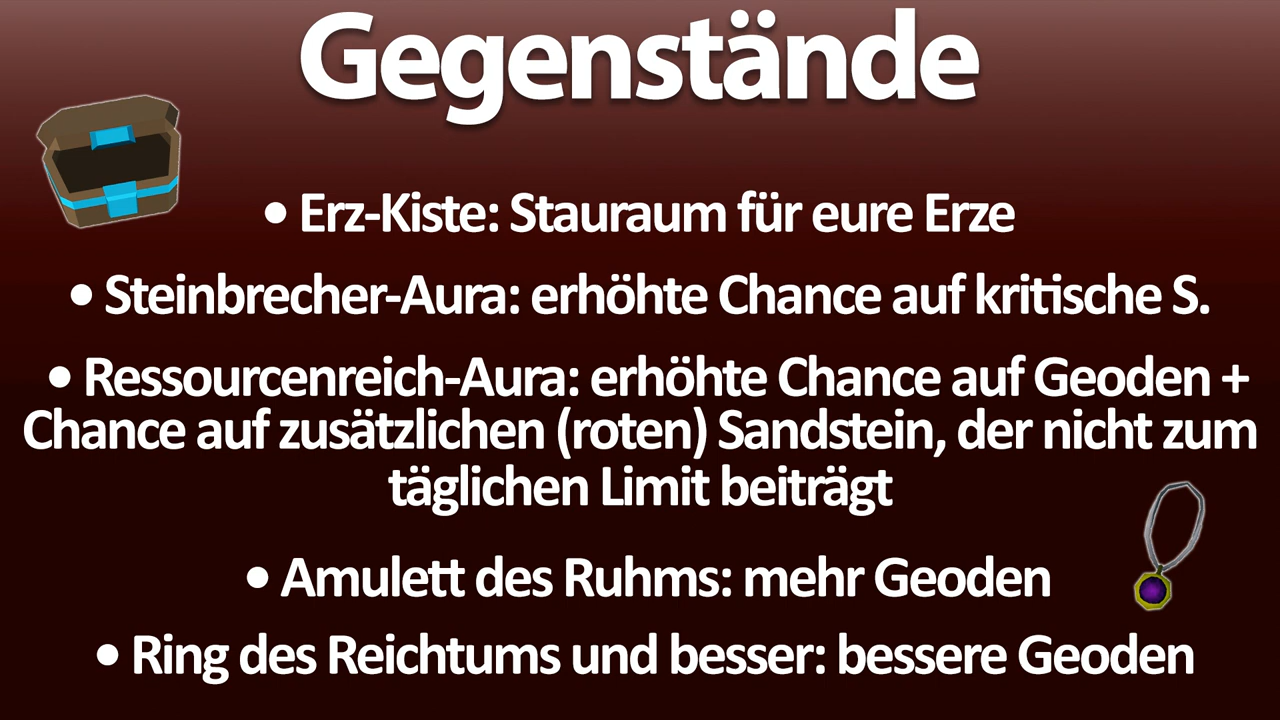 Gegenstände
• Erz-Kiste: Stauraum für eure Erze
• Steinbrecher-Aura: erhöhte Chance auf kritische S.
• Ressourcenreich-Aura: erhöhte Chance auf Geoden +
Chance auf zusätzlichen (roten) Sandstein, der nicht zum
täglichen Limit beiträgt
• Amulett des Ruhms: mehr Geoden
• Ring des Reichtums und besser: bessere Geoden